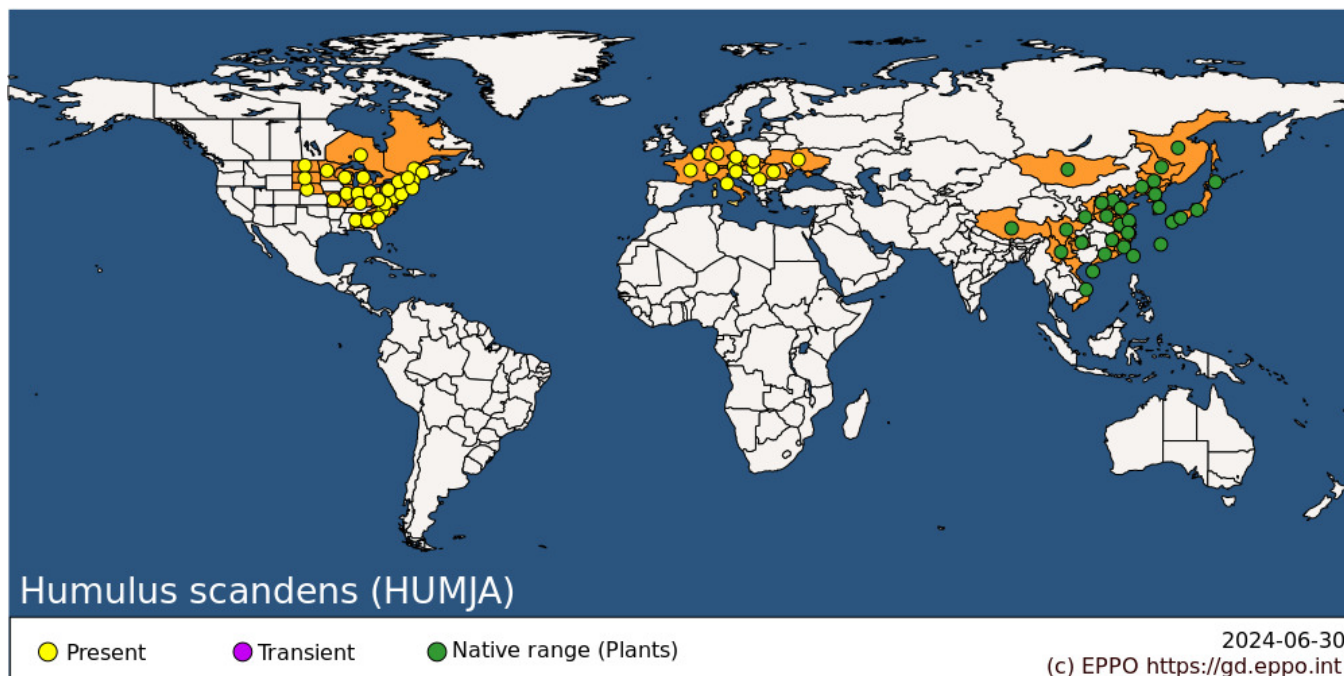 Humulus scandens (HUMJA)
Present
Transient
Native range (Plants)
2024-06-30
(c) EPPO https://gd.eppo.int